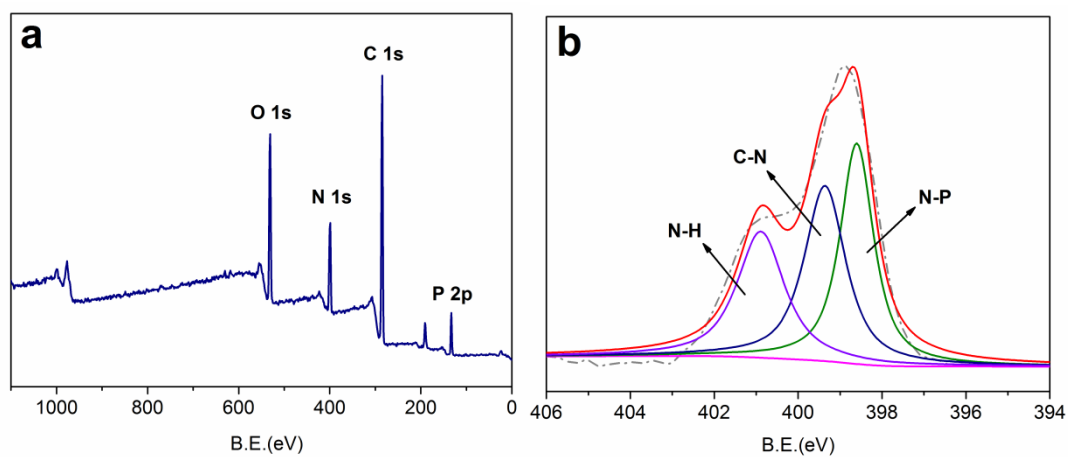 a
C 1s
O 1s
N 1s
P 2p
1000 800 600 400 200 0
B.E.(eV)
b
C-N
N-P
N-H
406 404 402 400 398 396 394
B.E.(eV)